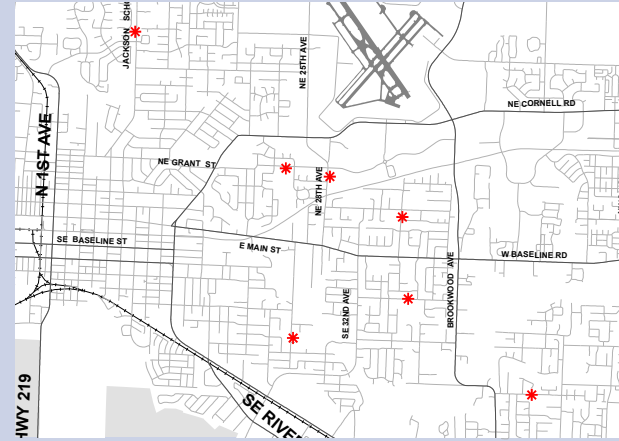 JACKSON SCH
NE 25TH AVE
NE CORNELL RD
N 1ST AVE
NE GRANT ST
NE 28TH AVE
SE BASELINE ST
E MAIN ST
W BASELINE RD
BROOKWOOD AVE
SE 32ND AVE
HWY 219
SE RIVE